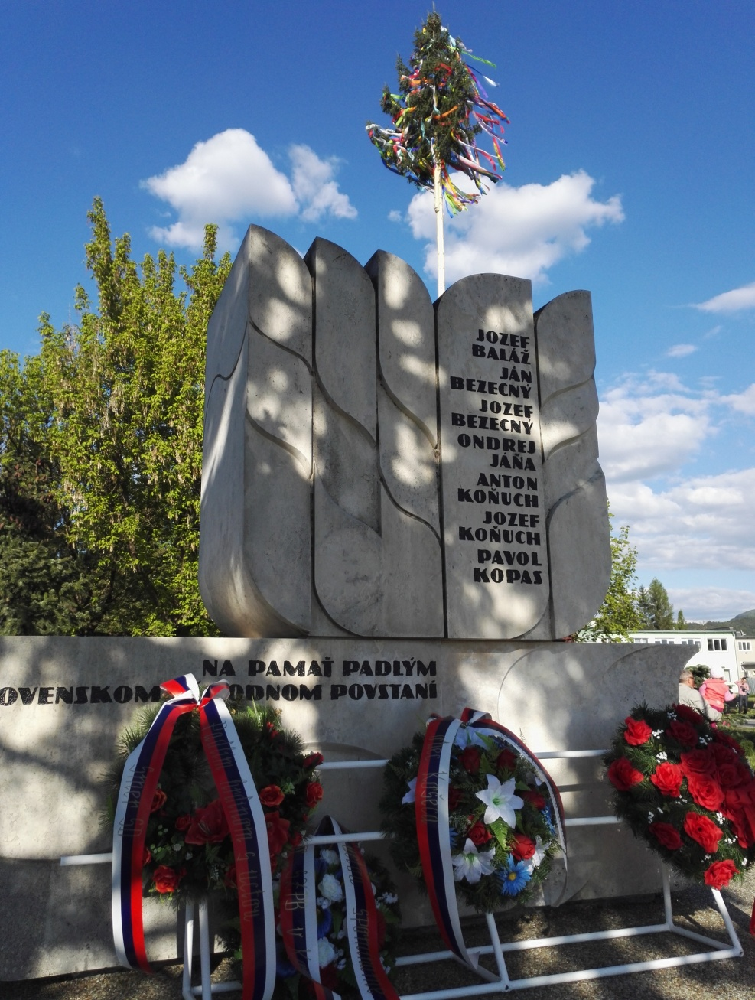 JOZEF
BALÁŽ
JÁN
BEZECNÝ
JOZEF
BEZECNÝ
ONDREJ
JÁŇA
ANTON
KOŇUCH
JOZEF
KOŇUCH
PAVOL
KOPAS
NA PAMAŤ PADLÝM
OVENSKOM ODNOM POVSTANÍ